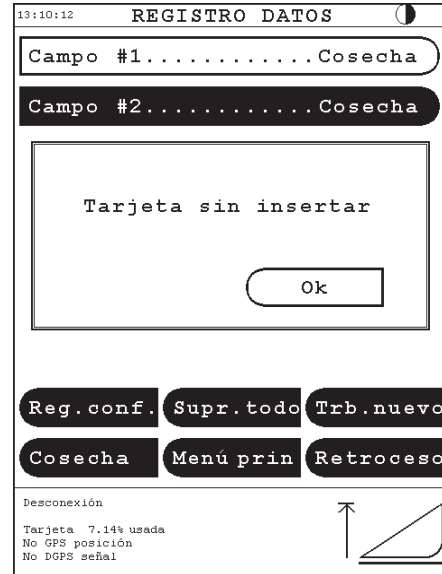 13:10:12 REGISTRO DATOS
Campo #1............Cosecha
Campo #2............Cosecha
Tarjeta sin insertar
Ok
Reg.conf. Supr.todo Trb.nuevo
Cosecha Menú prin Retroceso
Desconexión
Tarjeta 7.14% usada
No GPS posición
No DGPS señal